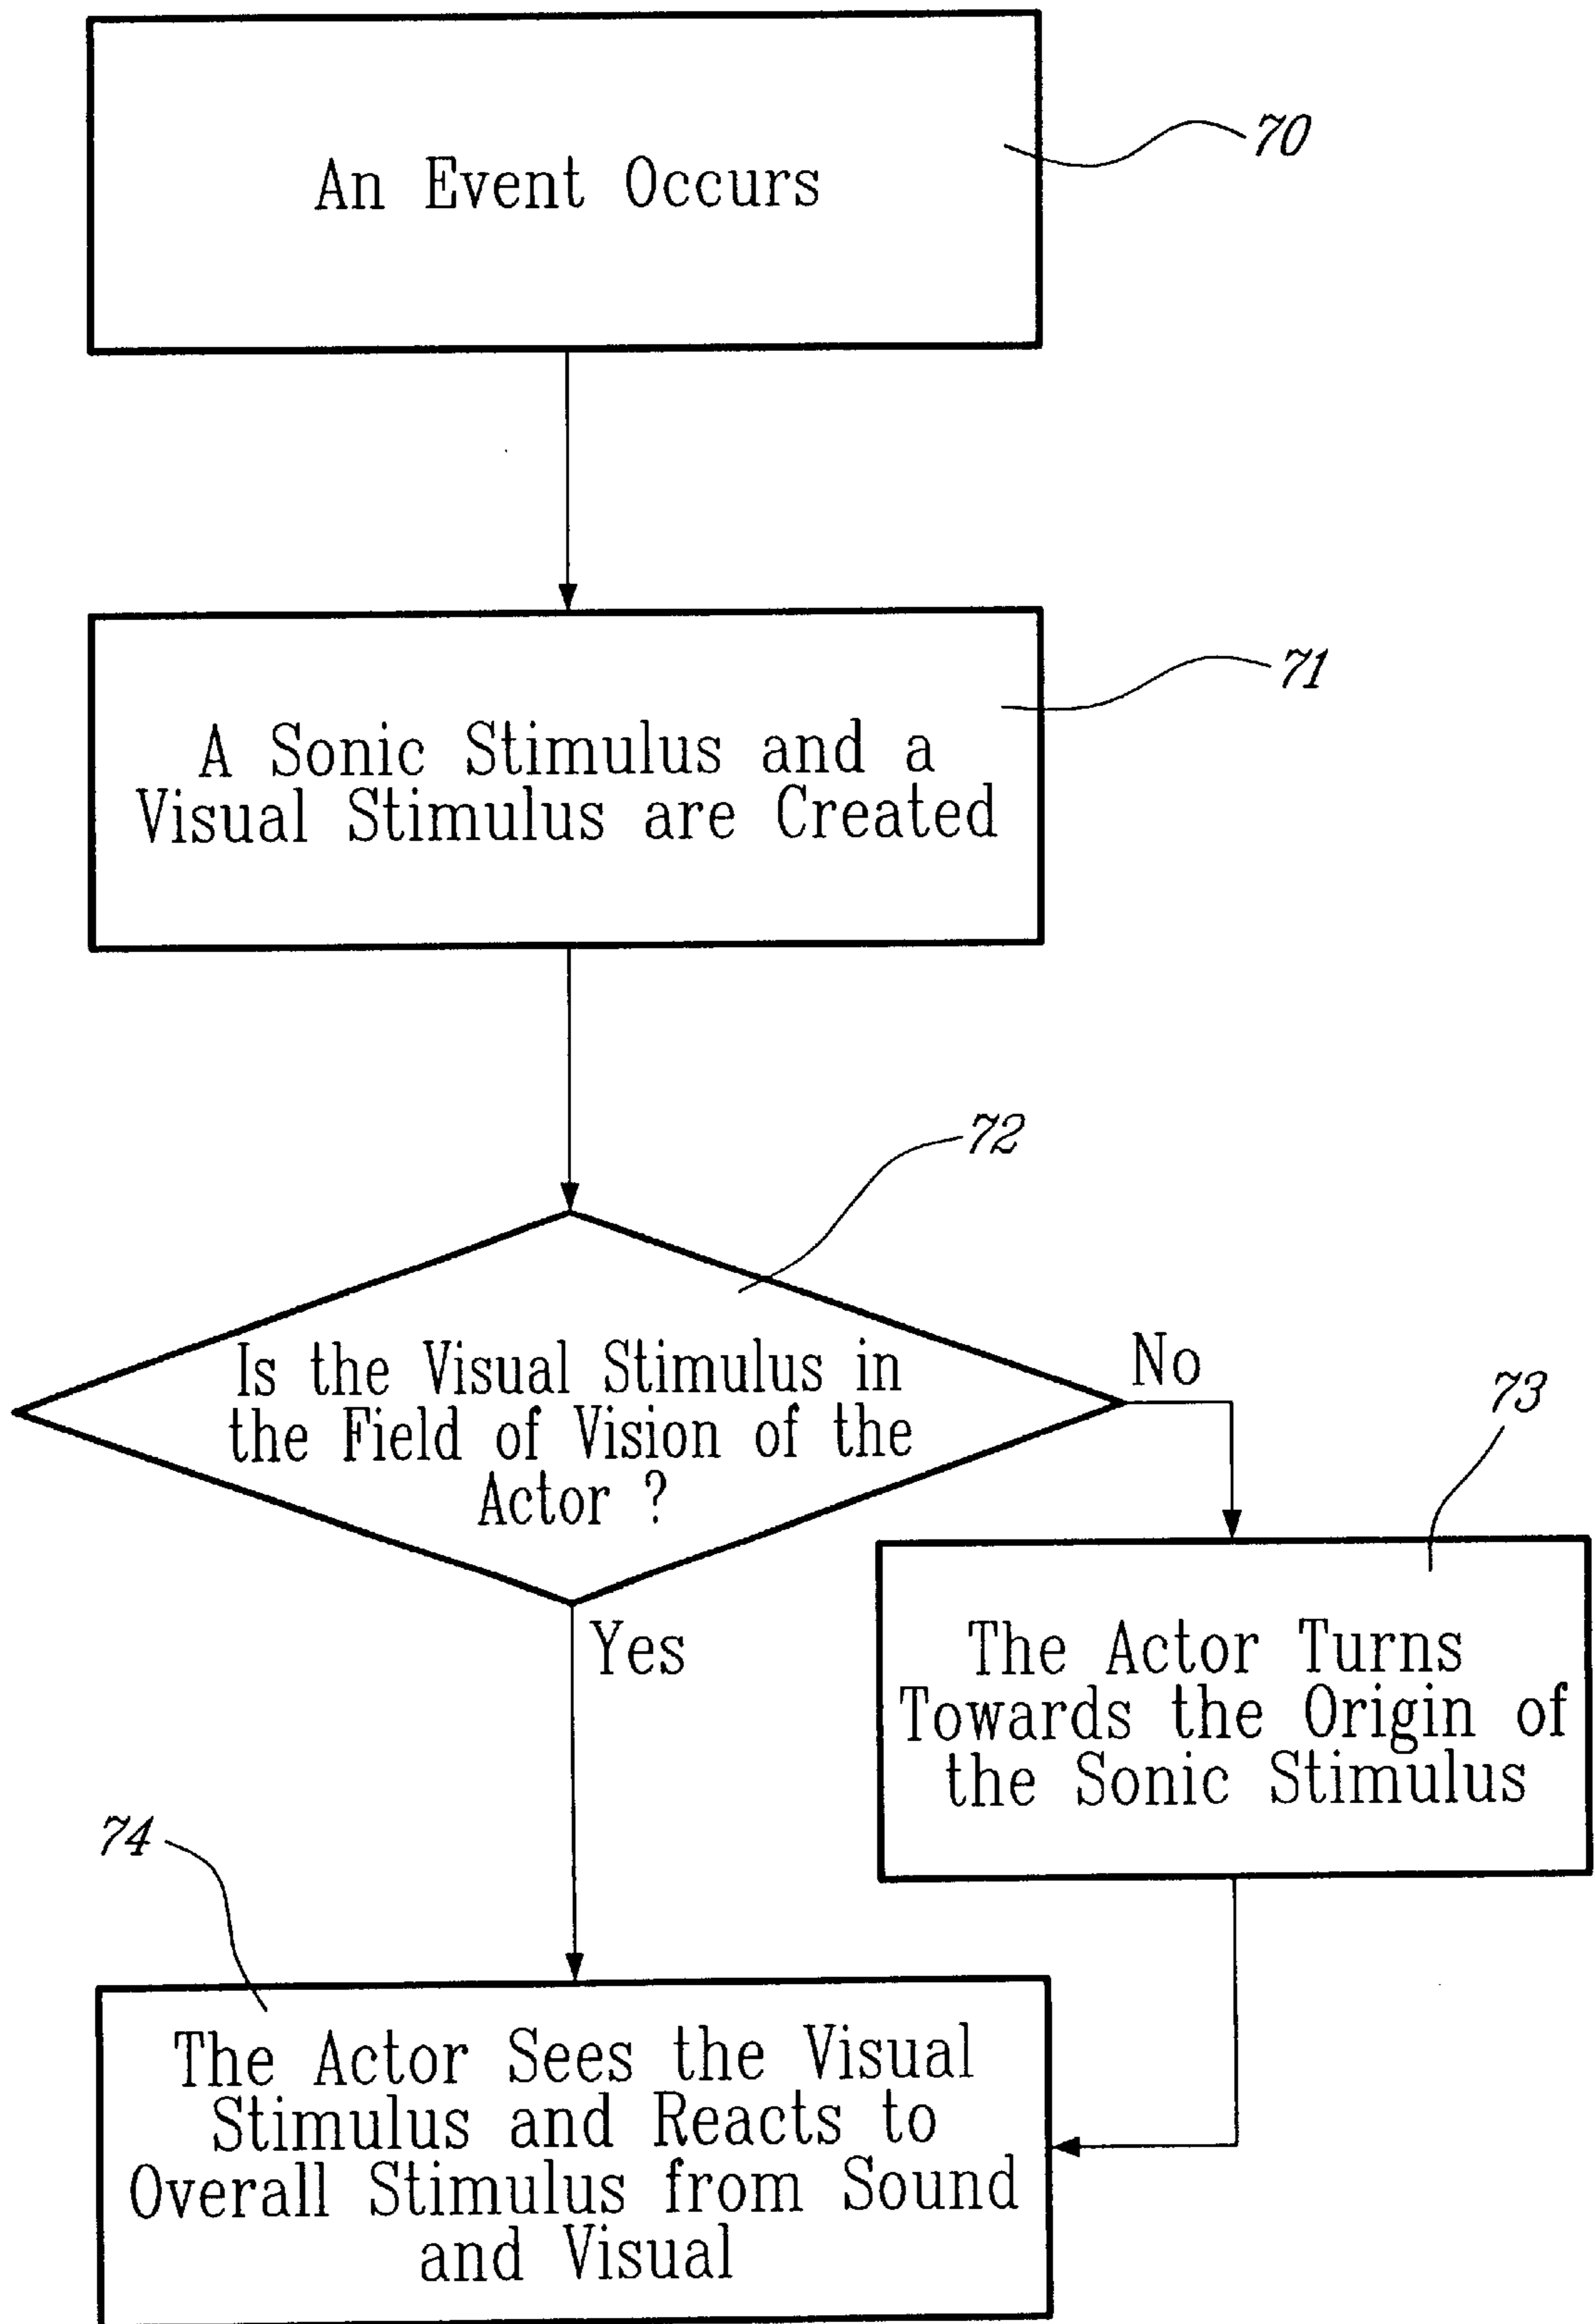 An Event Occurs
70
A Sonic Stimulus and a
Visual Stimulus are Created
71
72
Is the Visual Stimulus in
the Field of Vision of the
Actor ?
No
Yes
73
The Actor Turns
Towards the Origin of
the Sonic Stimulus
74
The Actor Sees the Visual
Stimulus and Reacts to
Overall Stimulus from Sound
and Visual